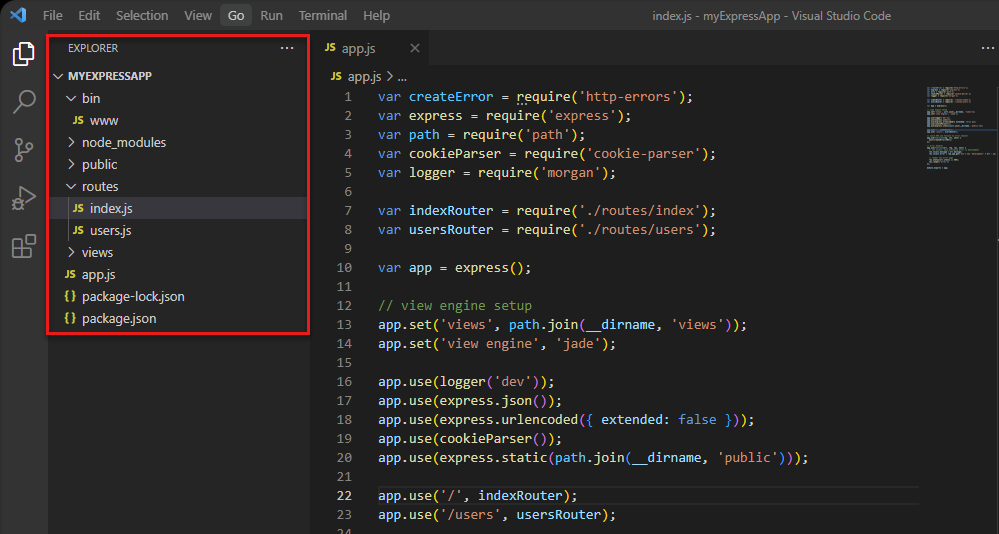 File Edit Selection View Go Run Terminal Help
index.js - myExpressApp - Visual Studio Code
EXPLORER
MYEXPRESSAPP
bin
www
node_modules
public
routes
JS index.js
JS users.js
views
JS app.js
{} package-lock.json
{} package.json
JS app.js
JS app.js > ...
1 var createError = require('http-errors');
2 var express = require('express');
3 var path = require('path');
4 var cookieParser = require('cookie-parser');
5 var logger = require('morgan');
6
7 var indexRouter = require('./routes/index');
8 var usersRouter = require('./routes/users');
9
10 var app = express();
11
12 // view engine setup
13 app.set('views', path.join(__dirname, 'views'));
14 app.set('view engine', 'jade');
15
16 app.use(logger('dev'));
17 app.use(express.json());
18 app.use(express.urlencoded({ extended: false }));
19 app.use(cookieParser());
20 app.use(express.static(path.join(__dirname, 'public')));
21
22 app.use('/', indexRouter);
23 app.use('/users', usersRouter);
24